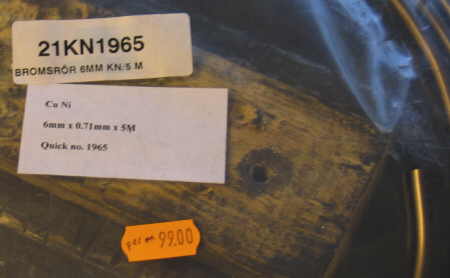 21KN1965
BROMSRÖR 6MM KN/5 M
Cu Ni
6mm x 0.71mm x 5M
Quick no. 1965
99.00